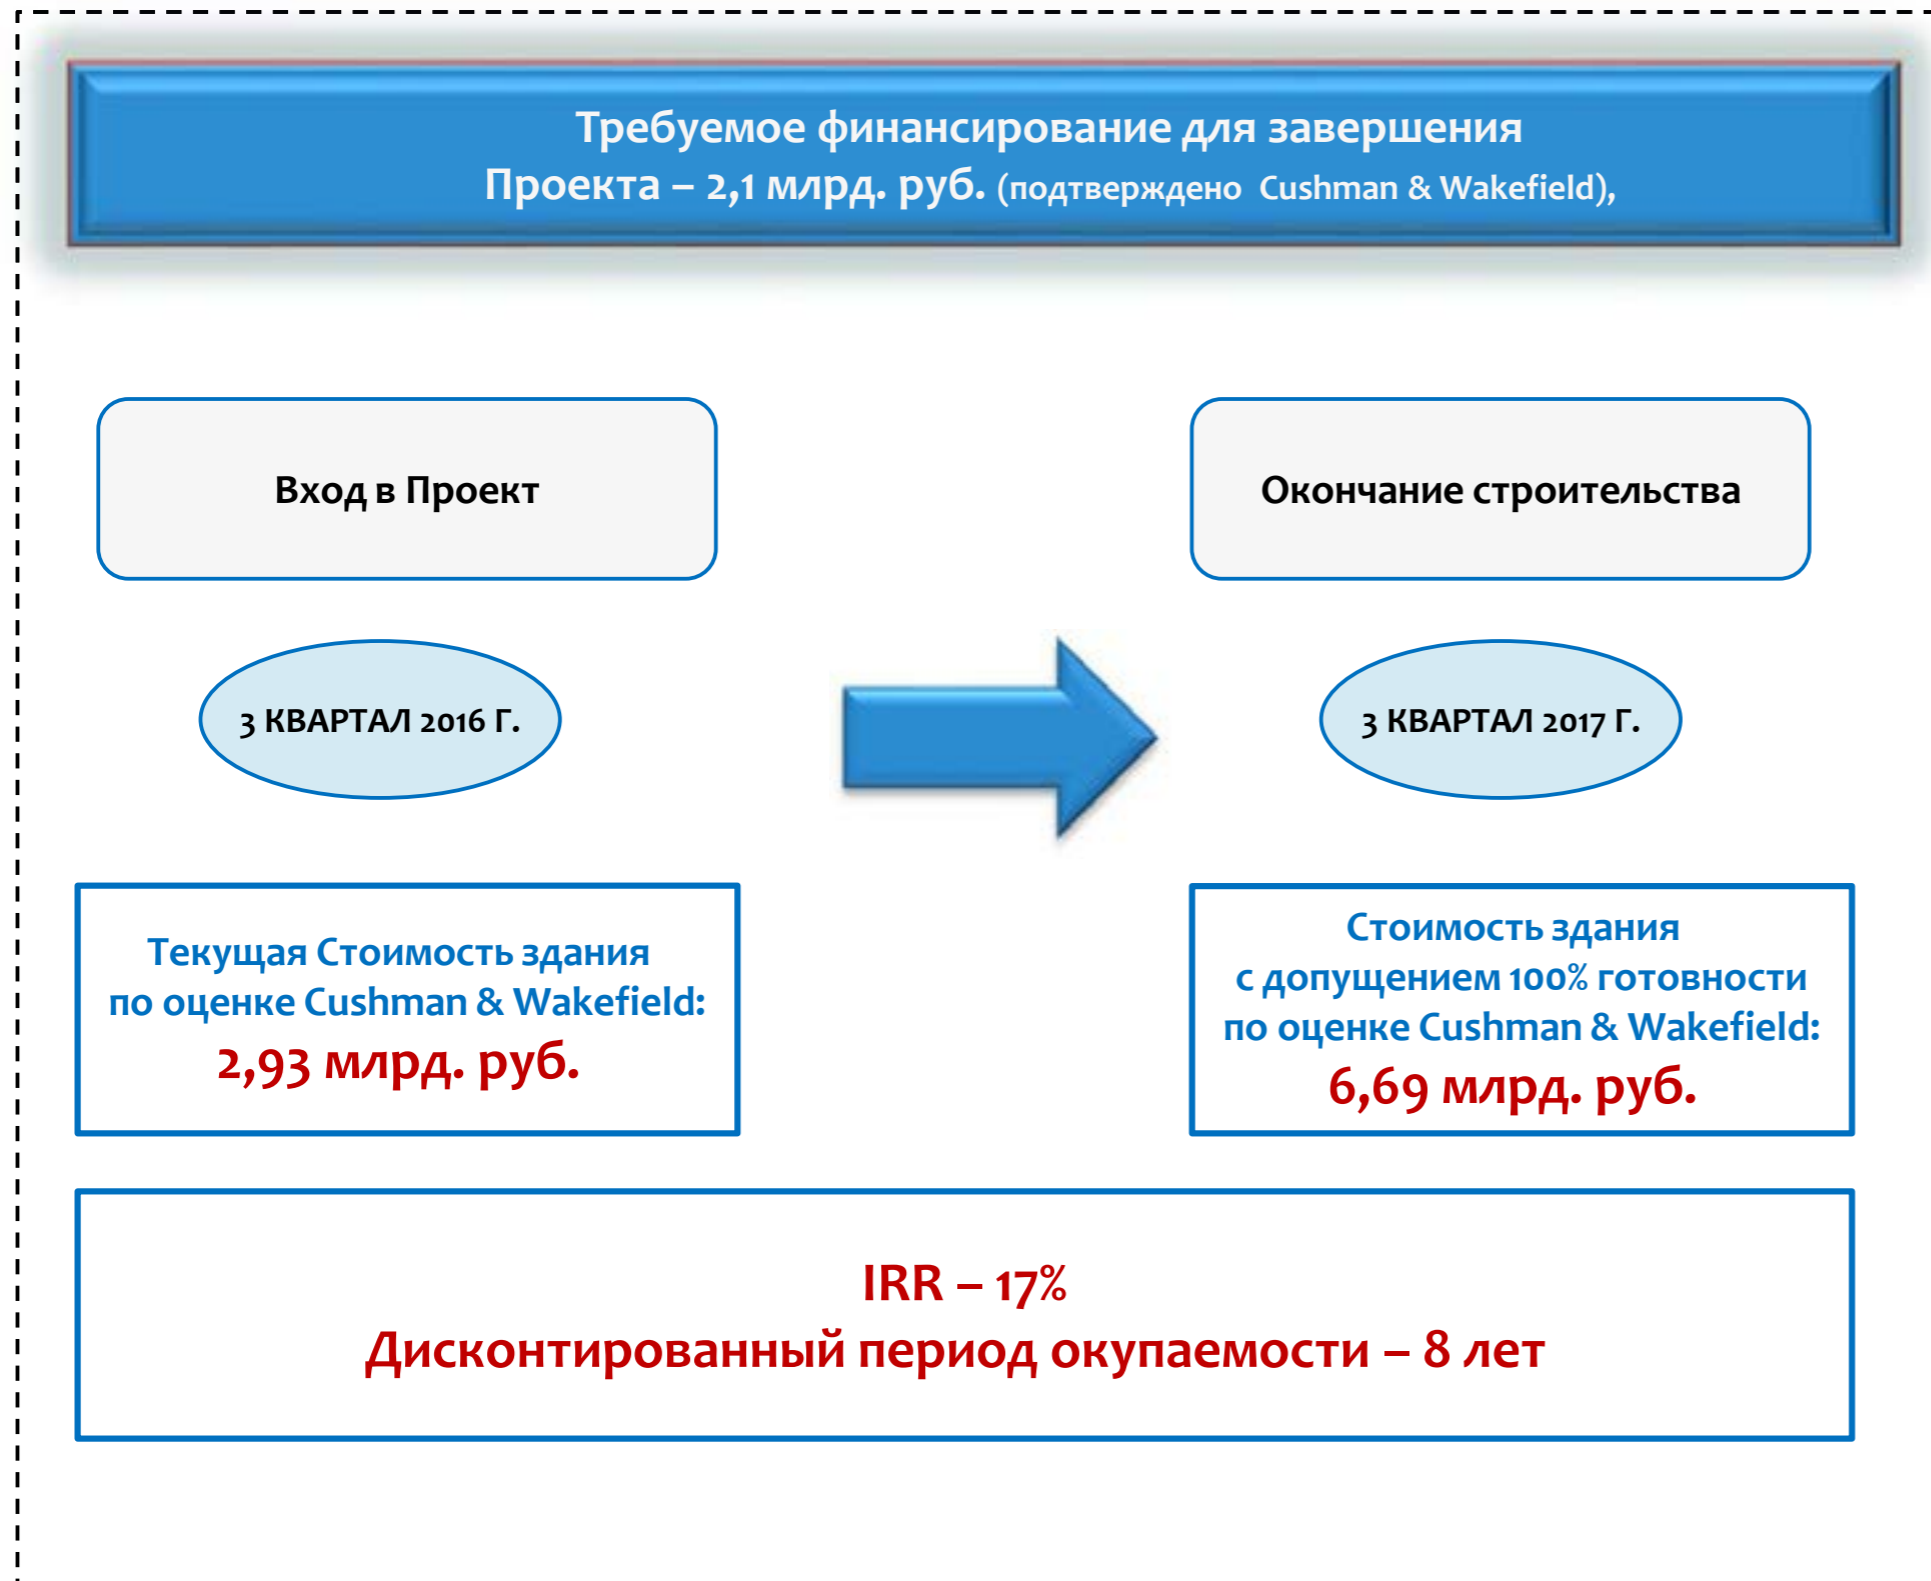 Требуемое финансирование для завершения
Проекта – 2,1 млрд. руб. (подтверждено Cushman & Wakefield),
Вход в Проект
Окончание строительства
3 КВАРТАЛ 2016 Г.
3 КВАРТАЛ 2017 Г.
Текущая Стоимость здания
по оценке Cushman & Wakefield:
2,93 млрд. руб.
Стоимость здания
с допущением 100% готовности
по оценке Cushman & Wakefield:
6,69 млрд. руб.
IRR – 17%
Дисконтированный период окупаемости – 8 лет